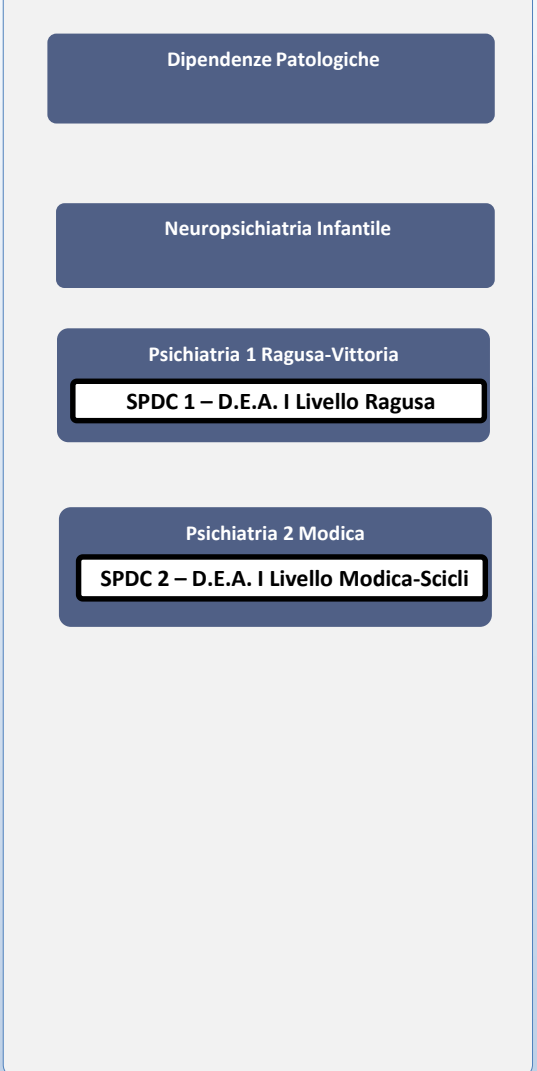 Dipendenze Patologiche
Neuropsichiatria Infantile
Psichiatria 1 Ragusa-Vittoria
SPDC 1 – D.E.A. I Livello Ragusa
Psichiatria 2 Modica
SPDC 2 – D.E.A. I Livello Modica-Scicli